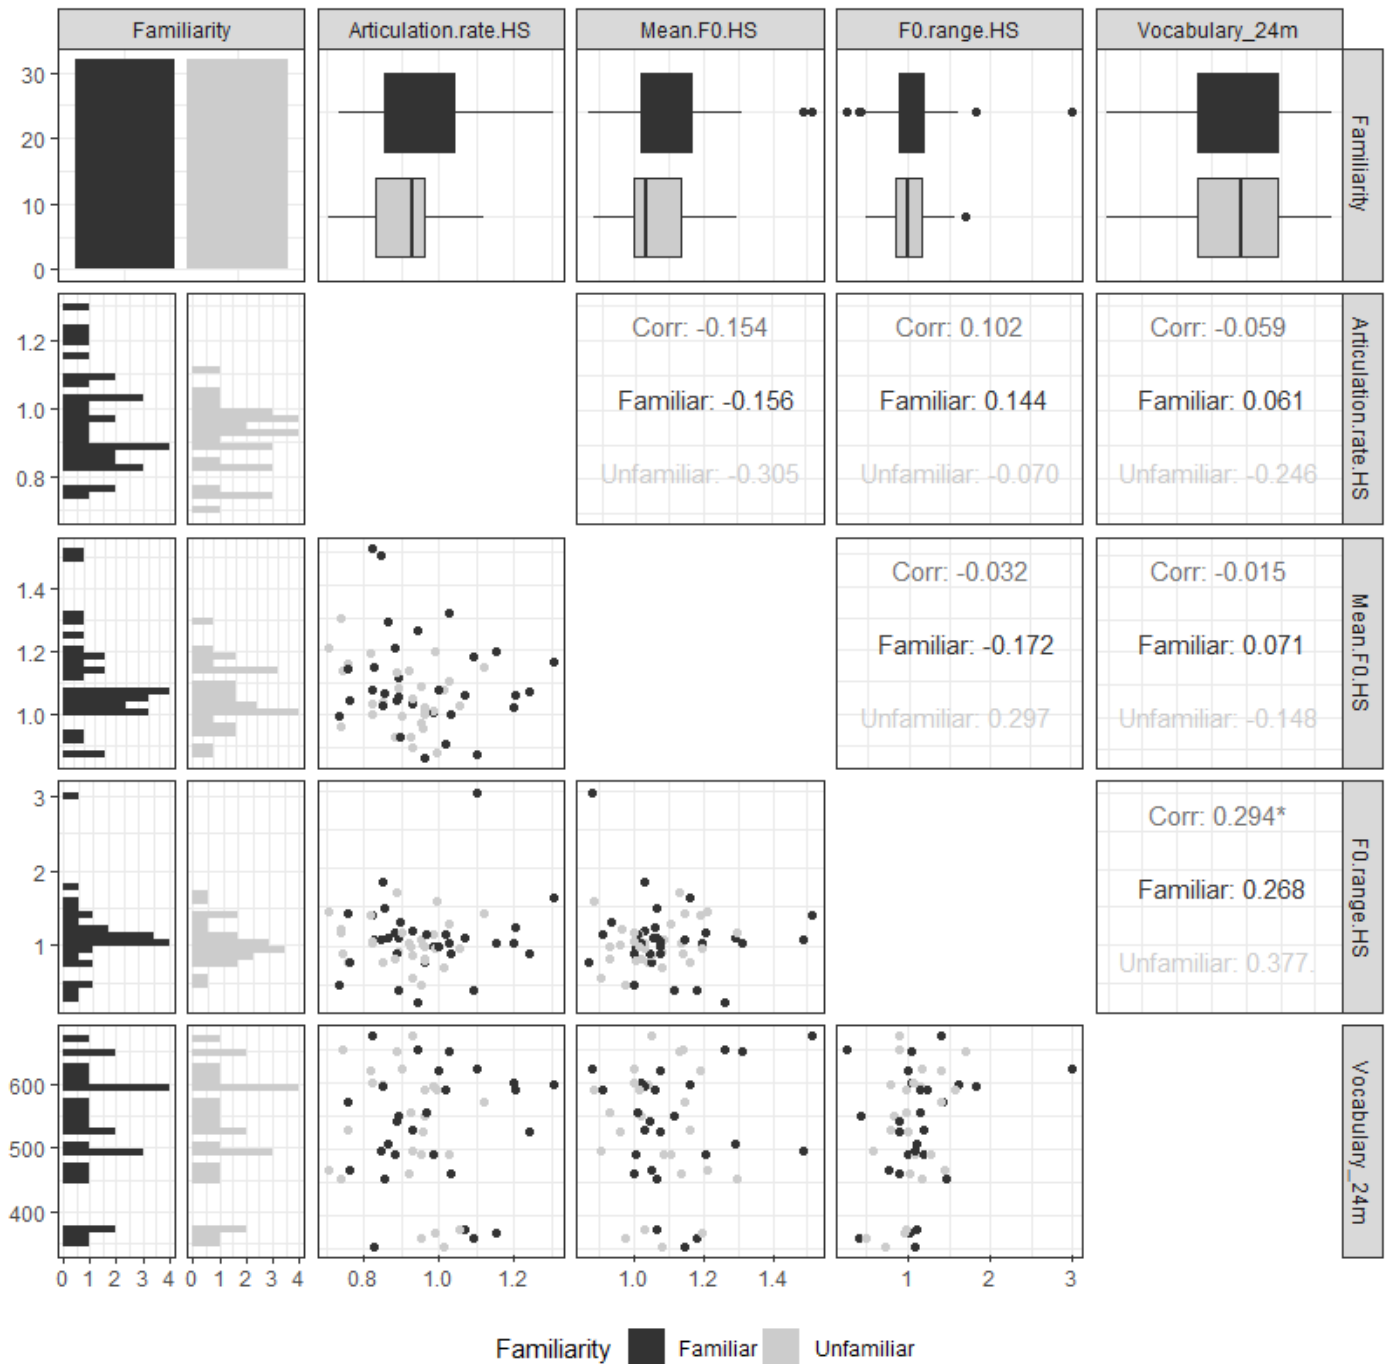 Familiarity Articulation.rate.HS Mean.F0.HS F0.range.HS Vocabulary_24m
30
20
10
0
Familiarity
Corr: -0.154 Corr: 0.102 Corr: -0.059
1.2
Familiar: -0.156 Familiar: 0.144 Familiar: 0.061
1.0
Unfamiliar: -0.305 Unfamiliar: -0.070 Unfamiliar: -0.246
0.8
Articulation.rate.HS
Corr: -0.032 Corr: -0.015
1.4
Familiar: -0.172 Familiar: 0.071
1.2
Unfamiliar: 0.297 Unfamiliar: -0.148
1.0
Mean.F0.HS
3
Corr: 0.294*
2
Familiar: 0.268
1
Unfamiliar: 0.377.
F0.range.HS
600
500
400
Vocabulary_24m
0 1 2 3 4 0 1 2 3 4 0.8 1.0 1.2 1.0 1.2 1.4 1 2 3
Familiarity Familiar Unfamiliar